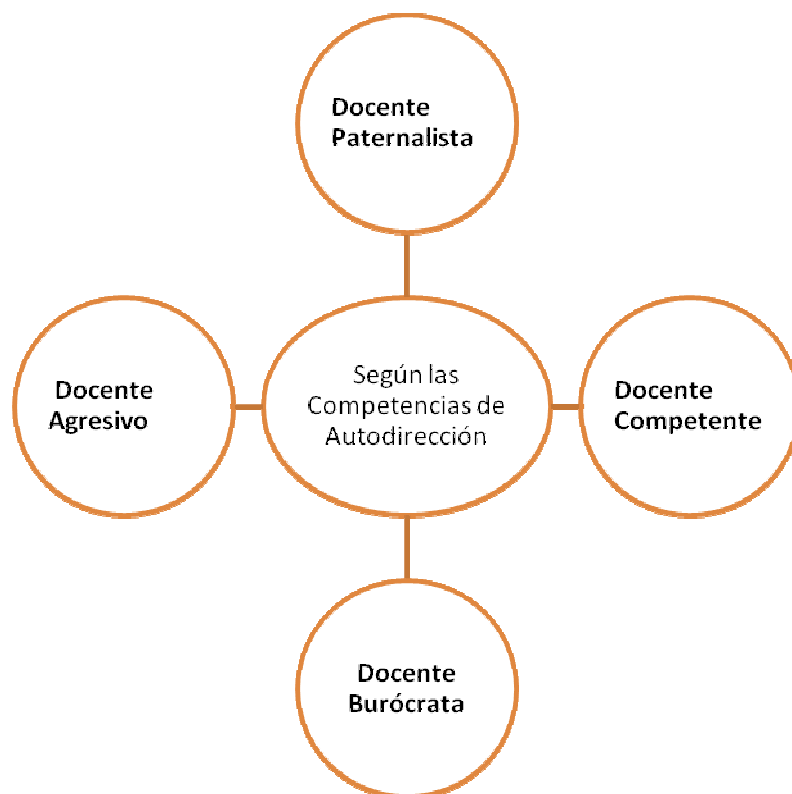 Docente
Paternalista
Docente
Agresivo
Según las
Competencias de
Autodirección
Docente
Competente
Docente
Burócrata